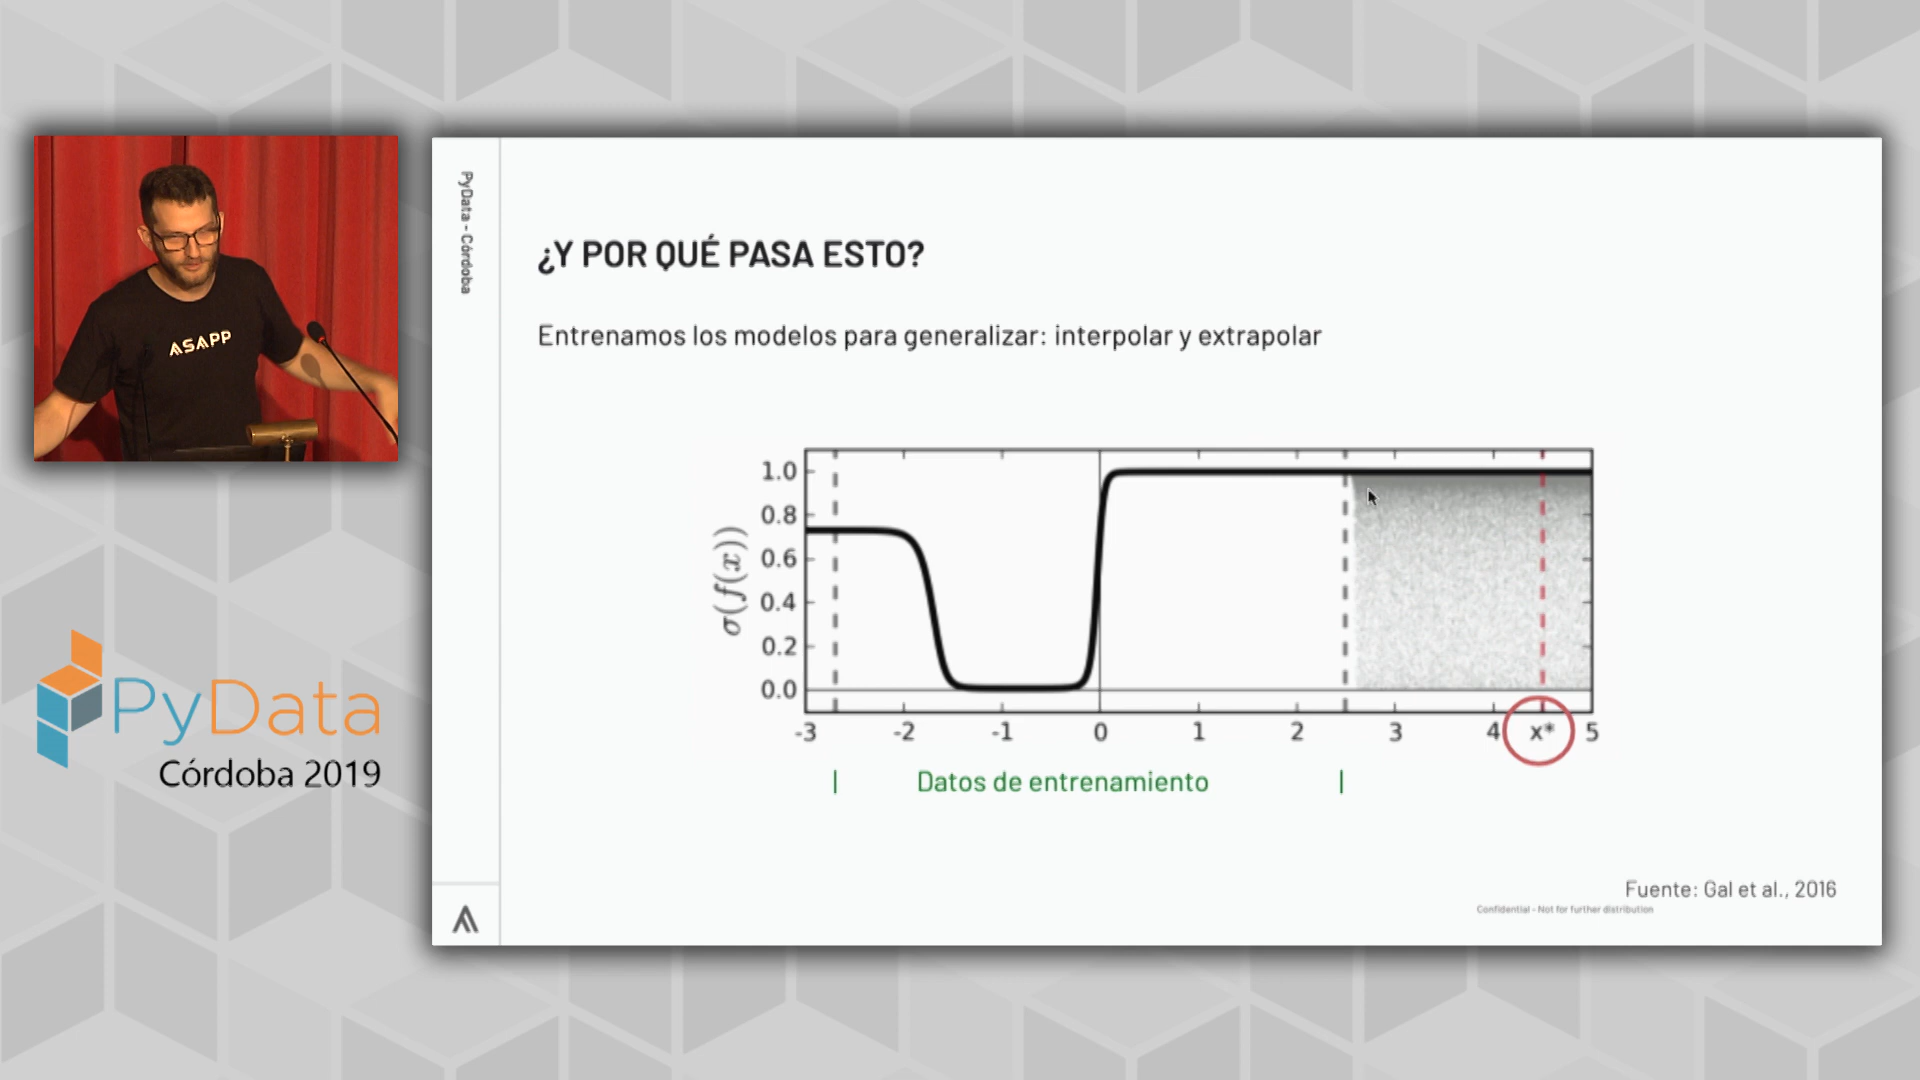 ASAPP
PyData
Córdoba 2019
PyData - Córdoba
¿Y POR QUÉ PASA ESTO?
Entrenamos los modelos para generalizar: interpolar y extrapolar
σ(f(x))
1.0
0.8
0.6
0.4
0.2
0.0
-3 -2 -1 0 1 2 3 4 x* 5
| Datos de entrenamiento |
Fuente: Gal et al., 2016
Confidential - Not for further distribution